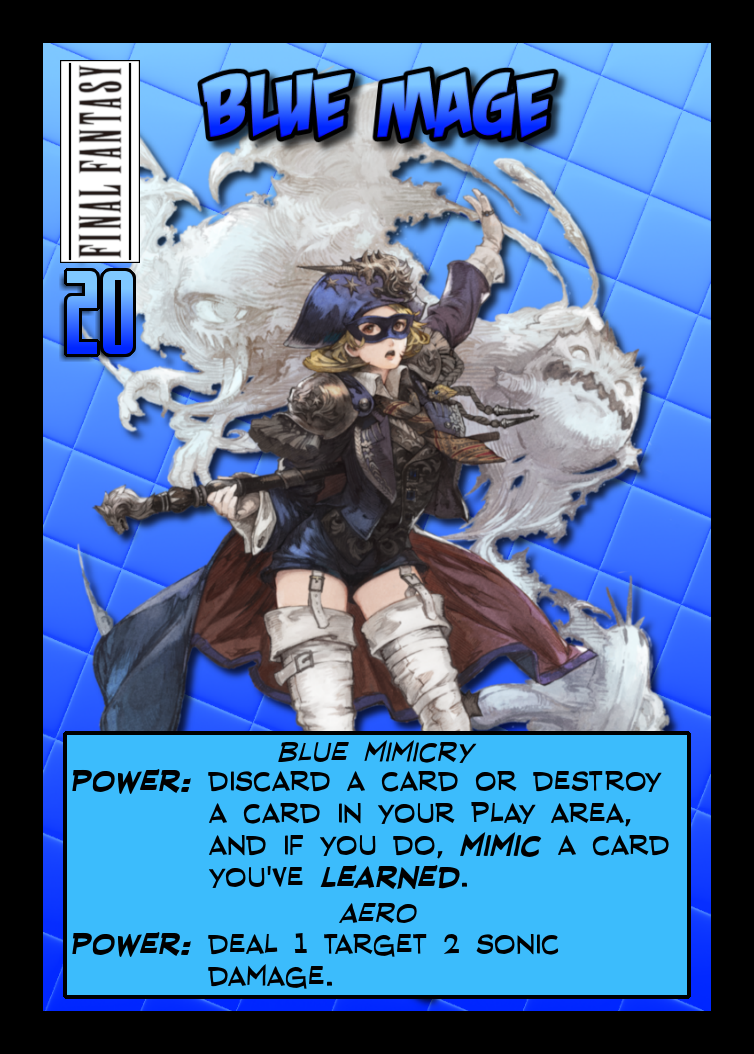 BLUE MAGE
FINAL FANTASY
20
BLUE MIMICRY
POWER: DISCARD A CARD OR DESTROY
A CARD IN YOUR PLAY AREA,
AND IF YOU DO, MIMIC A CARD
YOU'VE LEARNED.
AERO
POWER: DEAL 1 TARGET 2 SONIC
DAMAGE.